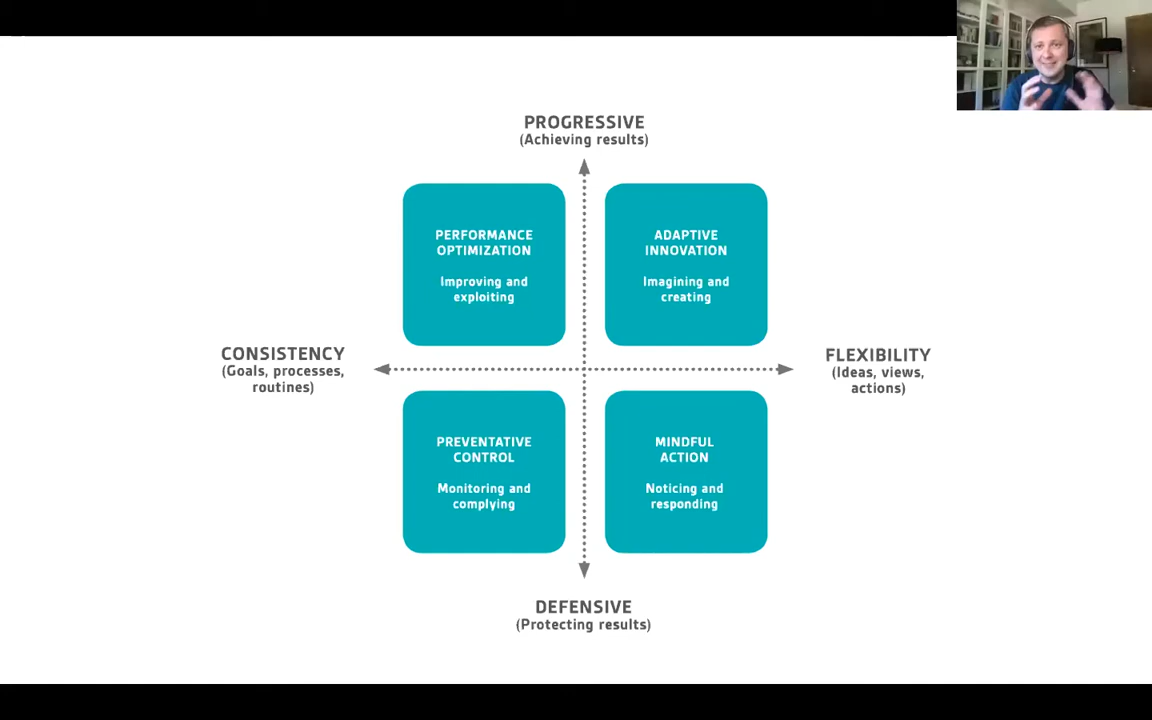 PROGRESSIVE
(Achieving results)
PERFORMANCE
OPTIMIZATION
Improving and
exploiting
ADAPTIVE
INNOVATION
Imagining and
creating
CONSISTENCY
(Goals, processes,
routines)
FLEXIBILITY
(Ideas, views,
actions)
PREVENTATIVE
CONTROL
Monitoring and
complying
MINDFUL
ACTION
Noticing and
responding
DEFENSIVE
(Protecting results)